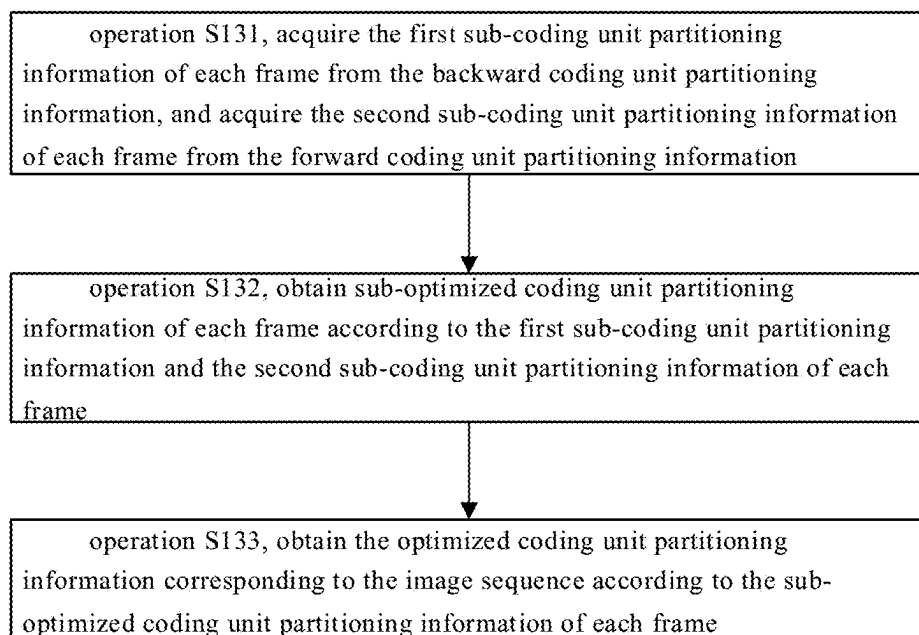 operation S131, acquire the first sub-coding unit partitioning
information of each frame from the backward coding unit partitioning
information, and acquire the second sub-coding unit partitioning information
of each frame from the forward coding unit partitioning information
operation S132, obtain sub-optimized coding unit partitioning
information of each frame according to the first sub-coding unit partitioning
information and the second sub-coding unit partitioning information of each
frame
operation S133, obtain the optimized coding unit partitioning
information corresponding to the image sequence according to the sub-
optimized coding unit partitioning information of each frame